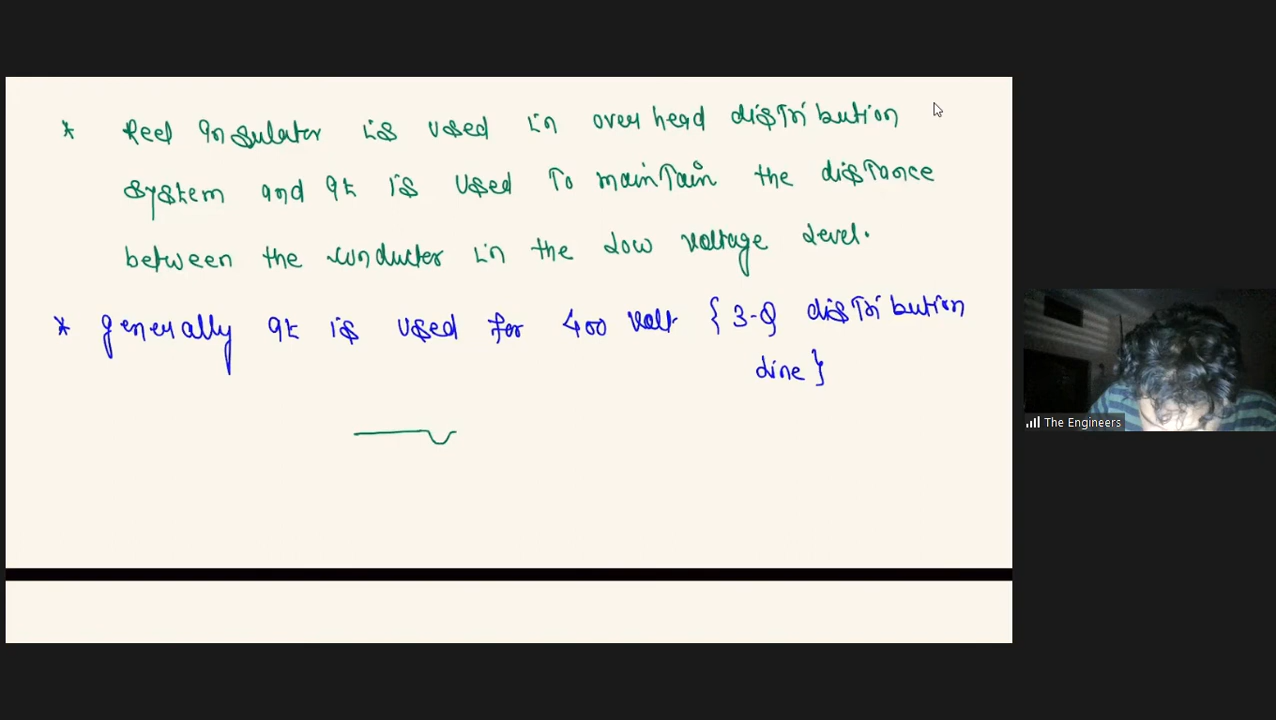 * Reel Insulator is used in over head distribution
system and It is used To mainTain the disTance
between the conductor in the Low voltage Level.
* Generally It is used for 400 Volt { 3-Φ distribution
Line }
The Engineers